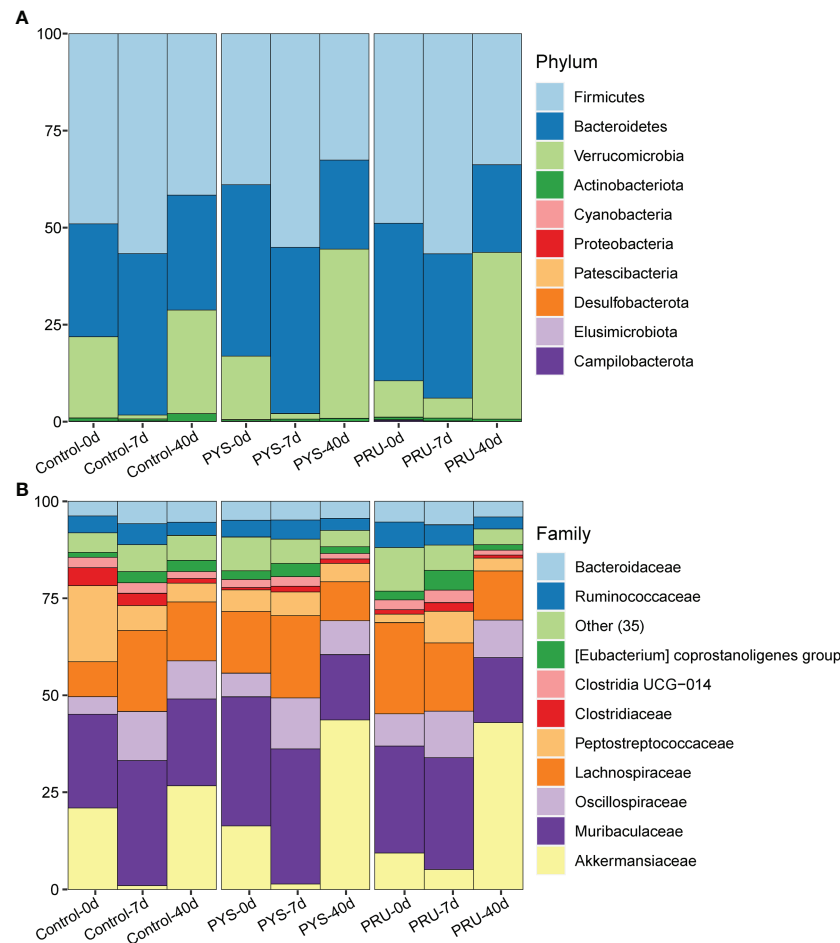 A
100
75
50
25
0
Control-0d
Control-7d
Control-40d
PYS-0d
PYS-7d
PYS-40d
PRU-0d
PRU-7d
PRU-40d
Phylum
Firmicutes
Bacteroidetes
Verrucomicrobia
Actinobacteriota
Cyanobacteria
Proteobacteria
Patescibacteria
Desulfobacterota
Elusimicrobiota
Campilobacterota
B
100
75
50
25
0
Control-0d
Control-7d
Control-40d
PYS-0d
PYS-7d
PYS-40d
PRU-0d
PRU-7d
PRU-40d
Family
Bacteroidaceae
Ruminococcaceae
Other (35)
[Eubacterium] coprostanoligenes group
Clostridia UCG−014
Clostridiaceae
Peptostreptococcaceae
Lachnospiraceae
Oscillospiraceae
Muribaculaceae
Akkermansiaceae